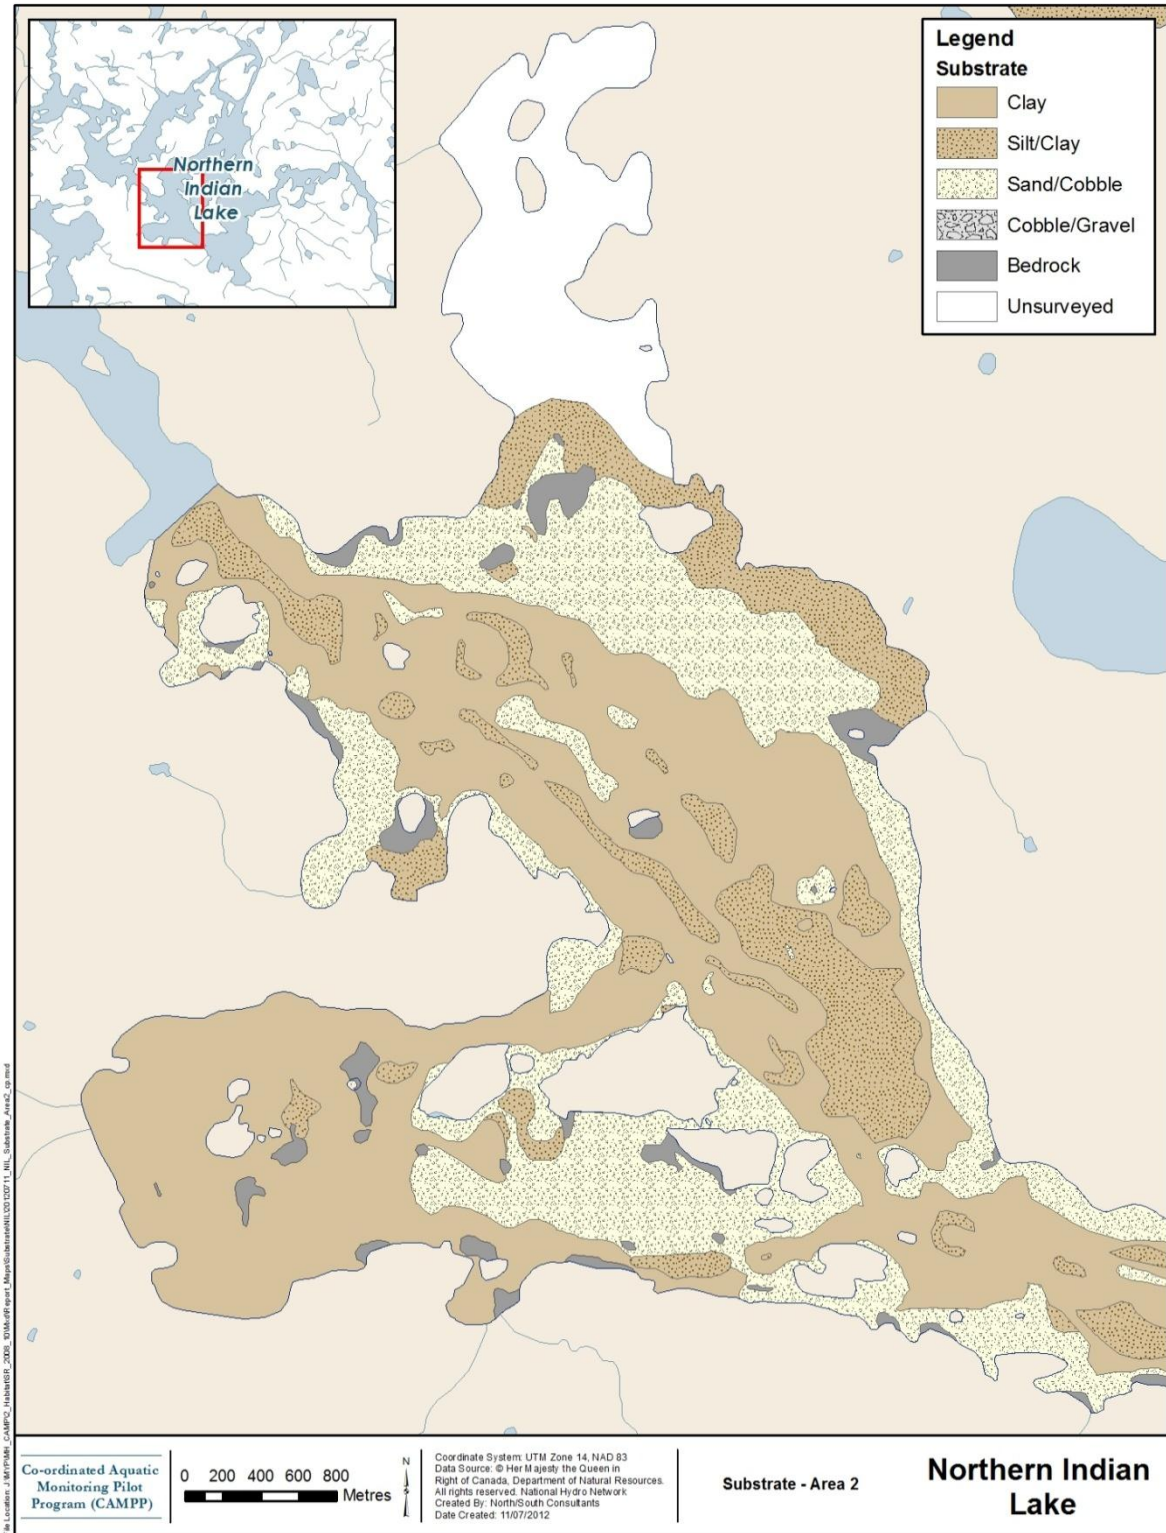 Northern
Indian
Lake
Legend
Substrate
Clay
Silt/Clay
Sand/Cobble
Cobble/Gravel
Bedrock
Unsurveyed
Co-ordinated Aquatic
Monitoring Pilot
Program (CAMPP)
0 200 400 600 800
Metres
N
Coordinate System: UTM Zone 14, NAD 83
Data Source: © Her Majesty the Queen in
Right of Canada, Department of Natural Resources.
All rights reserved. National Hydro Network
Created By: North/South Consultants
Date Created: 11/07/2012
Substrate - Area 2
Northern Indian
Lake